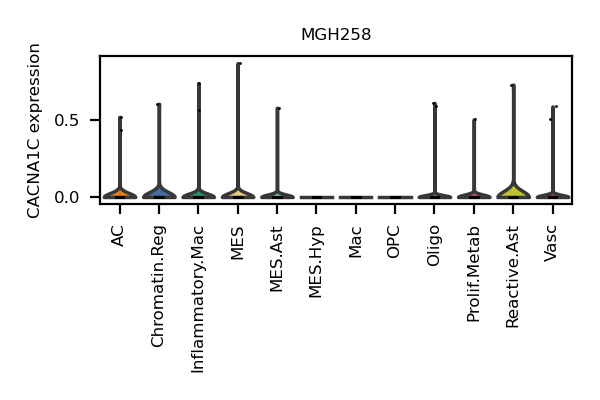 MGH258
CACNA1C expression
0.5
0.0
AC
Chromatin.Reg
Inflammatory.Mac
MES
MES.Ast
MES.Hyp
Mac
OPC
Oligo
Prolif.Metab
Reactive.Ast
Vasc